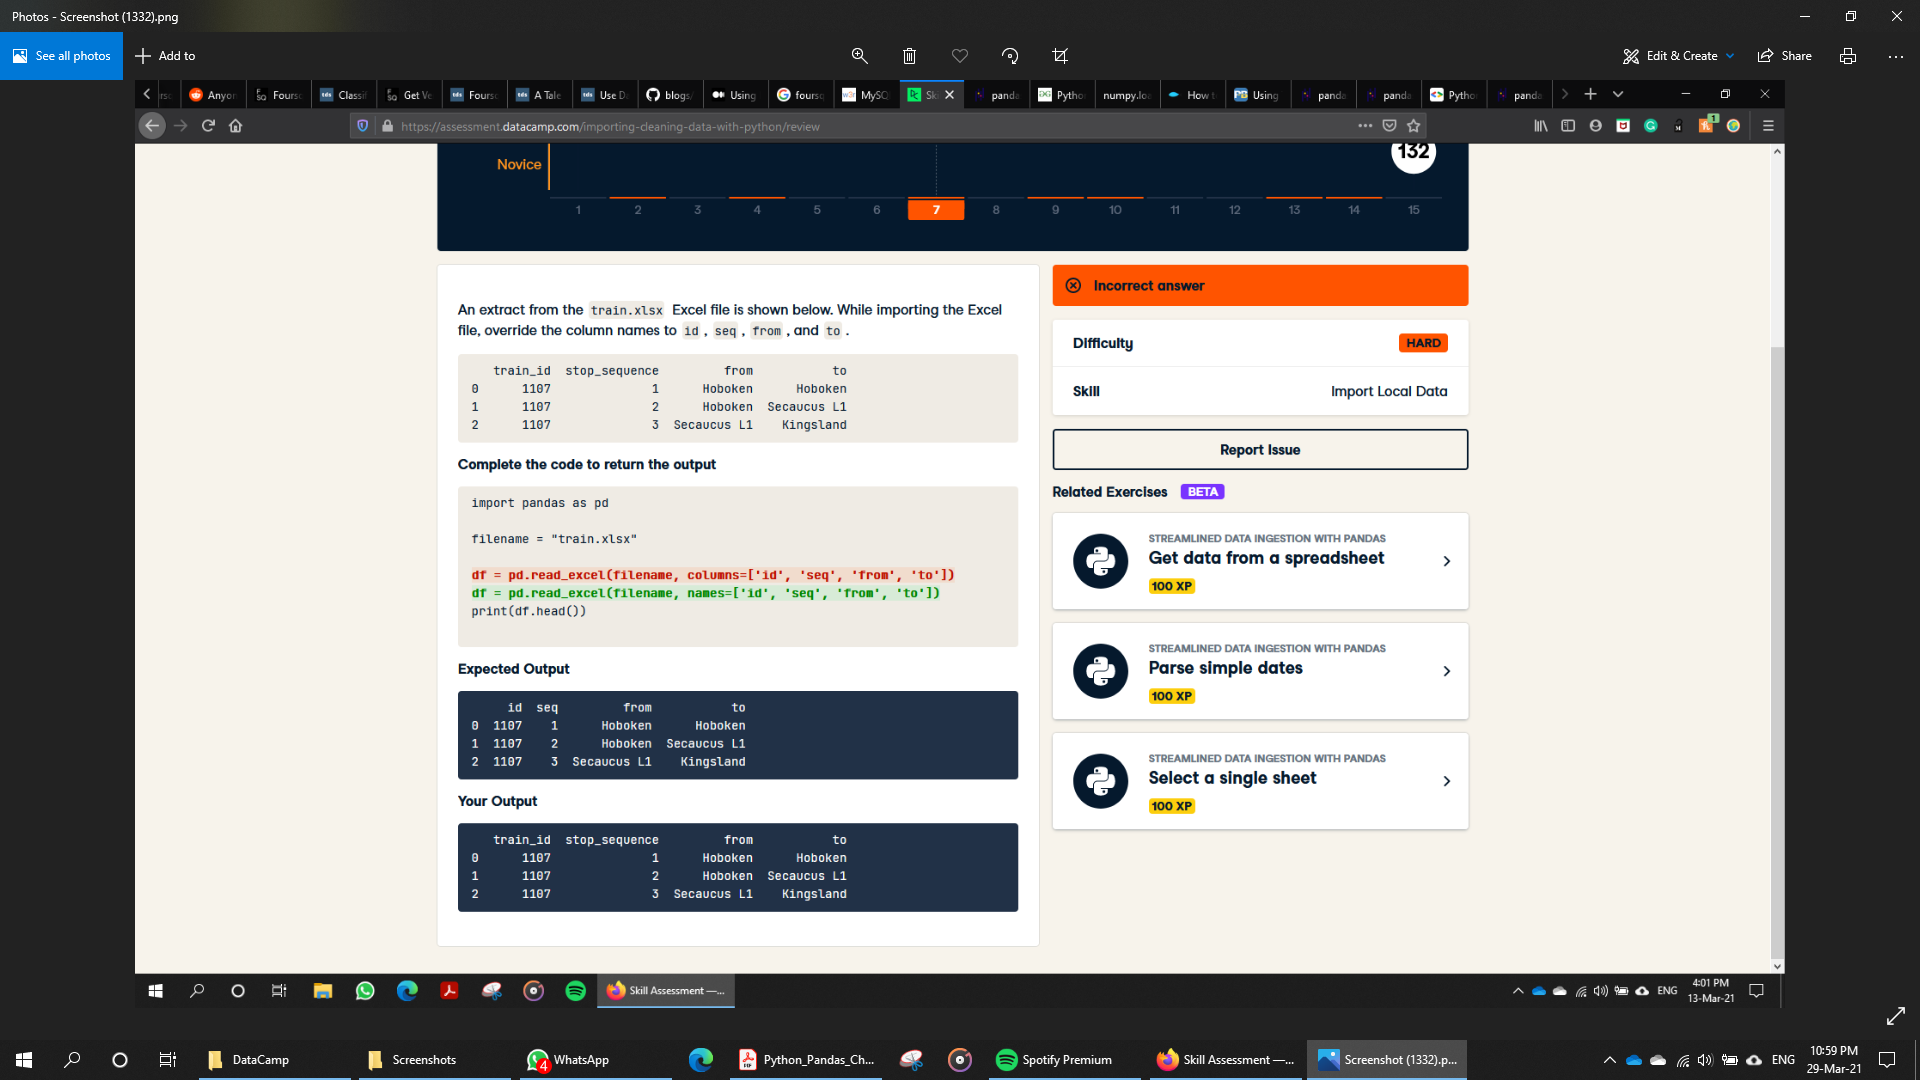 Photos - Screenshot (1332).png
See all photos
Add to
Edit & Create
Share
Anyon
Fours
Classif
Get Ve
Fours
A Tale
Use Da
blogs/
Using
foursq
MySQ
Sk
panda
Pytho
numpy.loa
How t
Using
panda
panda
Pytho
panda
https://assessment.datacamp.com/importing-cleaning-data-with-python/review
1
Novice
132
1 2 3 4 5 6 7 8 9 10 11 12 13 14 15
An extract from the train.xlsx Excel file is shown below. While importing the Excel
file, override the column names to id , seq , from , and to .
train_id stop_sequence from to
0 1107 1 Hoboken Hoboken
1 1107 2 Hoboken Secaucus L1
2 1107 3 Secaucus L1 Kingsland
Complete the code to return the output
import pandas as pd
filename = "train.xlsx"
df = pd.read_excel(filename, columns=['id', 'seq', 'from', 'to'])
df = pd.read_excel(filename, names=['id', 'seq', 'from', 'to'])
print(df.head())
Expected Output
id seq from to
0 1107 1 Hoboken Hoboken
1 1107 2 Hoboken Secaucus L1
2 1107 3 Secaucus L1 Kingsland
Your Output
train_id stop_sequence from to
0 1107 1 Hoboken Hoboken
1 1107 2 Hoboken Secaucus L1
2 1107 3 Secaucus L1 Kingsland
Incorrect answer
Difficulty HARD
Skill Import Local Data
Report Issue
Related Exercises BETA
STREAMLINED DATA INGESTION WITH PANDAS
Get data from a spreadsheet
100 XP
STREAMLINED DATA INGESTION WITH PANDAS
Parse simple dates
100 XP
STREAMLINED DATA INGESTION WITH PANDAS
Select a single sheet
100 XP
Skill Assessment —...
ENG
4:01 PM
13-Mar-21
DataCamp
Screenshots
4
WhatsApp
Python_Pandas_Ch...
Spotify Premium
Skill Assessment —...
Screenshot (1332).p...
ENG
10:59 PM
29-Mar-21